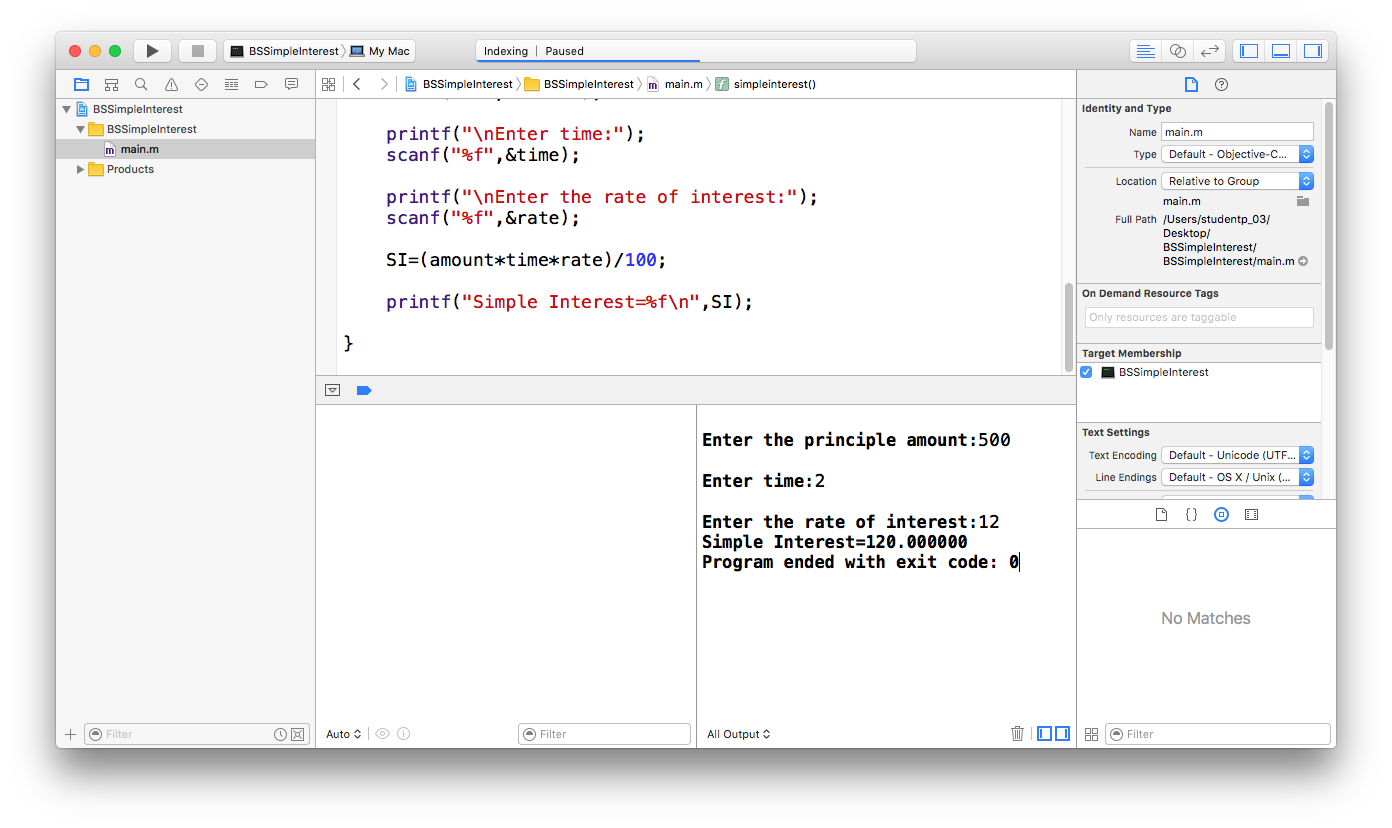 BSSimpleInterest My Mac
Indexing | Paused
BSSimpleInterest BSSimpleInterest main.m simpleinterest()
BSSimpleInterest
BSSimpleInterest
main.m
Products
Filter
printf("\nEnter time:");
scanf("%f",&time);
printf("\nEnter the rate of interest:");
scanf("%f",&rate);
SI=(amount*time*rate)/100;
printf("Simple Interest=%f\n",SI);
}
Enter the principle amount:500
Enter time:2
Enter the rate of interest:12
Simple Interest=120.000000
Program ended with exit code: 0
Auto
Filter
All Output
Identity and Type
Name main.m
Type Default - Objective-C...
Location Relative to Group
main.m
Full Path /Users/studentp_03/
Desktop/
BSSimpleInterest/
BSSimpleInterest/main.m
On Demand Resource Tags
Only resources are taggable
Target Membership
BSSimpleInterest
Text Settings
Text Encoding Default - Unicode (UTF...
Line Endings Default - OS X / Unix (...
{}
No Matches
Filter